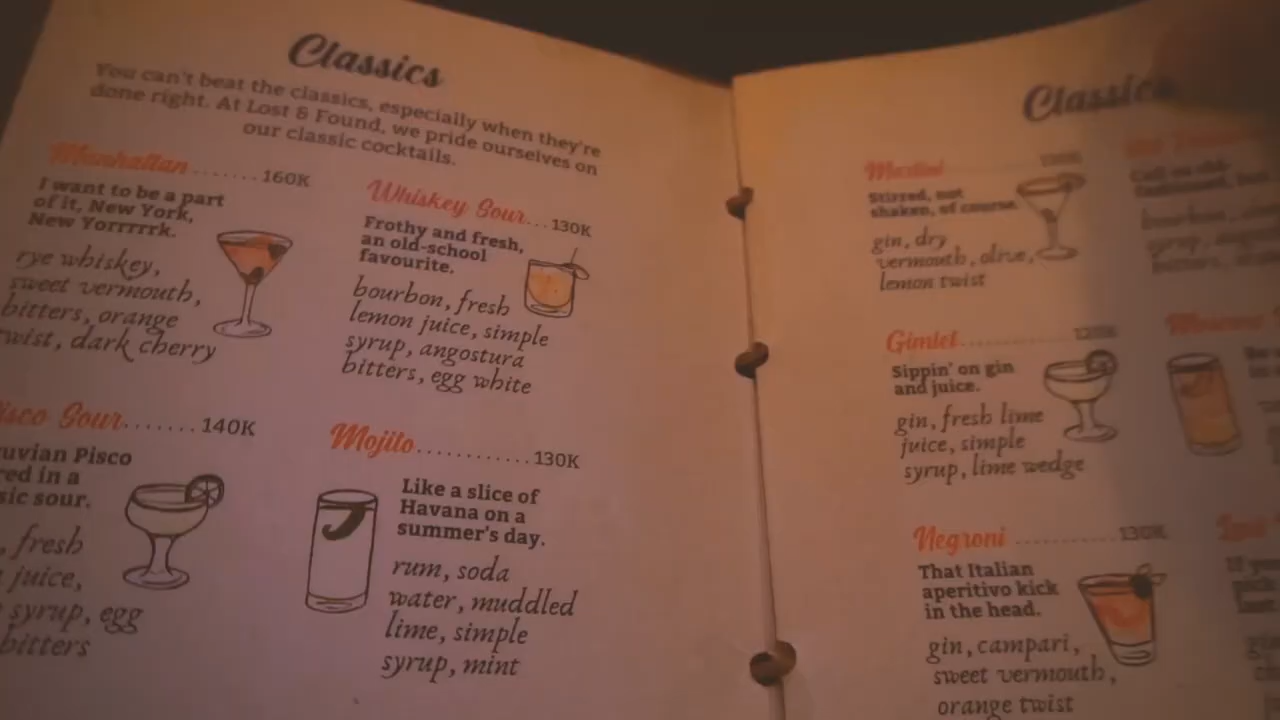 Classics
You can't beat the classics, especially when they're
done right. At Lost & Found, we pride ourselves on
our classic cocktails.
Manhattan ....... 160K
I want to be a part
of it, New York,
New Yorrrrrk.
rye whiskey,
sweet vermouth,
bitters, orange
twist, dark cherry
Whiskey Sour... 130K
Frothy and fresh,
an old-school
favourite.
bourbon, fresh
lemon juice, simple
syrup, angostura
bitters, egg white
Sour....... 140K
Pisco
in a
sour.
fresh
juice,
syrup, egg
bitters
Mojito ............ 130K
Like a slice of
Havana on a
summer's day.
rum, soda
water, muddled
lime, simple
syrup, mint
Classics
Martini
Stirred, not
shaken, of course
gin, dry
vermouth, olive,
lemon twist
Gimlet
Sippin' on gin
and juice.
gin, fresh lime
juice, simple
syrup, lime wedge
Negroni ............... 130K
That Italian
aperitivo kick
in the head.
gin, campari,
sweet vermouth,
orange twist